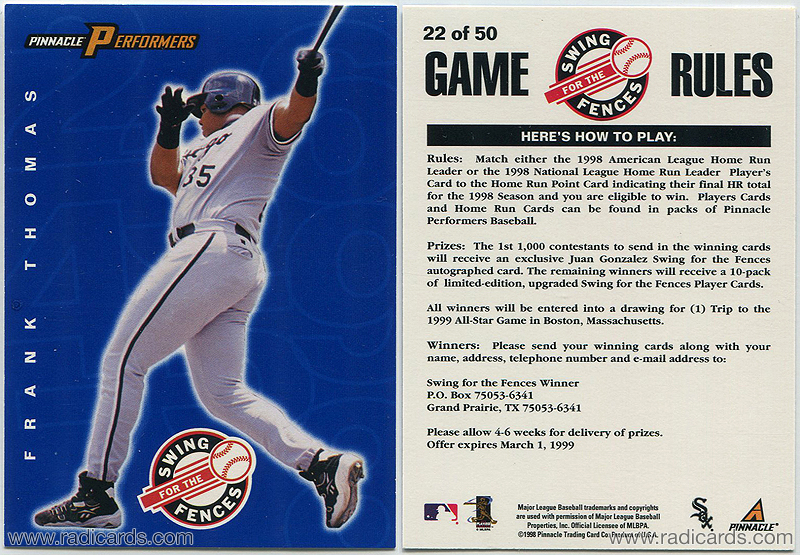 PINNACLE PERFORMERS
FRANK THOMAS
Chicago
35
SWING
FOR THE
FENCES
www.radicards.com
22 of 50
GAME
SWING
FOR THE
FENCES
RULES
HERE'S HOW TO PLAY:
Rules: Match either the 1998 American League Home Run
Leader or the 1998 National League Home Run Leader Player's
Card to the Home Run Point Card indicating their final HR total
for the 1998 Season and you are eligible to win. Players Cards
and Home Run Cards can be found in packs of Pinnacle
Performers Baseball.
Prizes: The 1st 1,000 contestants to send in the winning cards
will receive an exclusive Juan Gonzalez Swing for the Fences
autographed card. The remaining winners will receive a 10-pack
of limited-edition, upgraded Swing for the Fences Player Cards.
All winners will be entered into a drawing for (1) Trip to the
1999 All-Star Game in Boston, Massachusetts.
Winners: Please send your winning cards along with your
name, address, telephone number and e-mail address to:
Swing for the Fences Winner
P.O. Box 75053-6341
Grand Prairie, TX 75053-6341
Please allow 4-6 weeks for delivery of prizes.
Offer expires March 1, 1999
Major League Baseball trademarks and copyrights
are used with permission of Major League Baseball
Properties, Inc. Official Licensee of MLBPA.
©1998 Pinnacle Trading Card Co. Printed in U.S.A.
Sox
PINNACLE
www.radicards.com